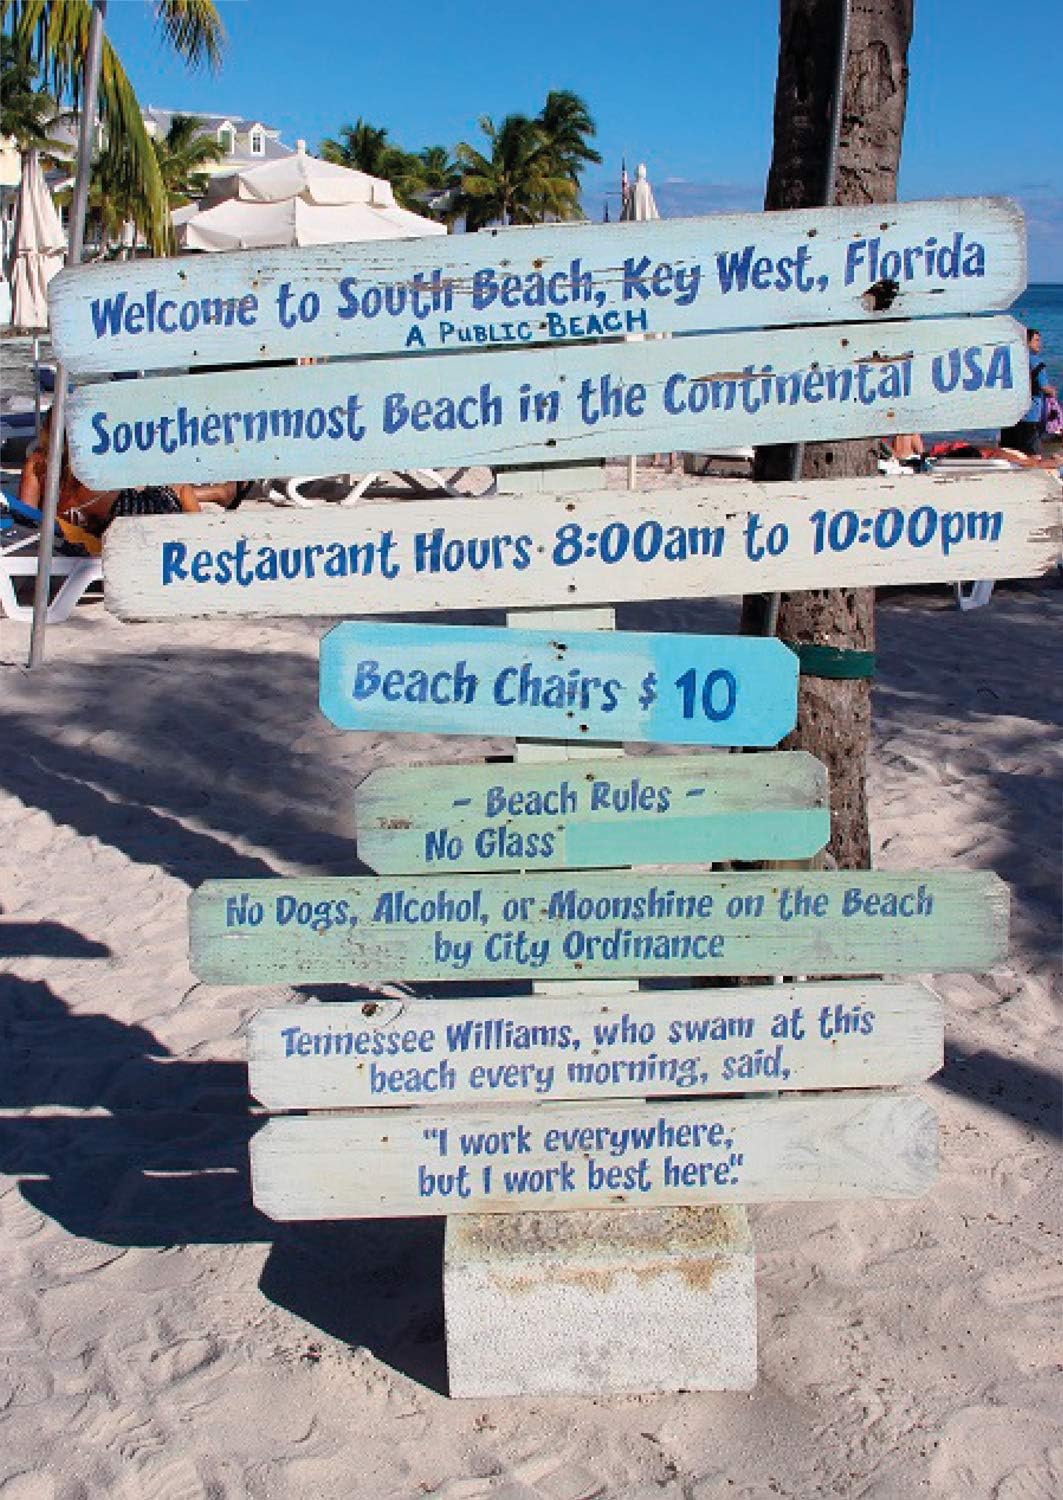 Welcome to South Beach, Key West, Florida
A PUBLIC BEACH
Southernmost Beach in the Continental USA
Restaurant Hours 8:00am to 10:00pm
Beach Chairs $ 10
- Beach Rules -
No Glass
No Dogs, Alcohol, or Moonshine on the Beach
by City Ordinance
Tennessee Williams, who swam at this
beach every morning, said,
"I work everywhere,
but I work best here".